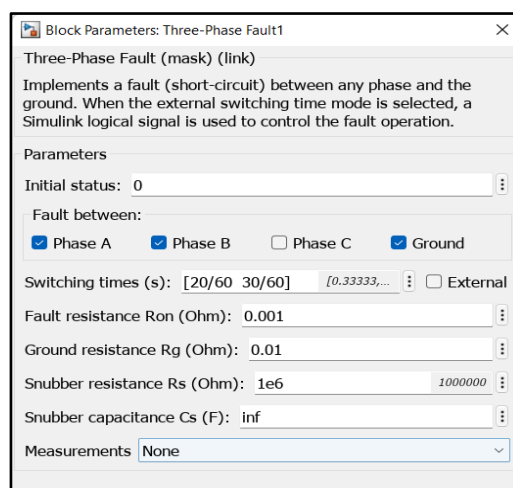 Block Parameters: Three-Phase Fault1
Three-Phase Fault (mask) (link)
Implements a fault (short-circuit) between any phase and the
ground. When the external switching time mode is selected, a
Simulink logical signal is used to control the fault operation.
Parameters
Initial status: 0
Fault between:
Phase A Phase B Phase C Ground
Switching times (s): [20/60 30/60] [0.33333,... External
Fault resistance Ron (Ohm): 0.001
Ground resistance Rg (Ohm): 0.01
Snubber resistance Rs (Ohm): 1e6 1000000
Snubber capacitance Cs (F): inf
Measurements None